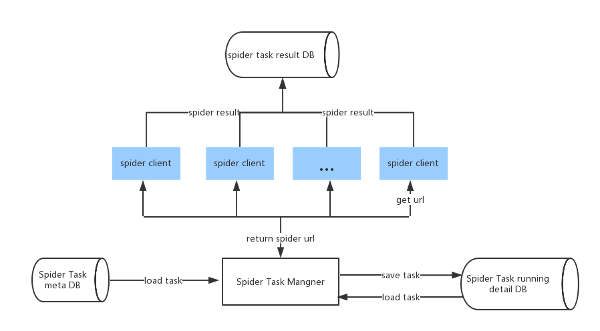 spider task result DB
spider result
spider result
spider client
spider client
...
spider client
get url
return spider url
Spider Task
meta DB
load task
Spider Task Mangner
save task
load task
Spider Task running
detail DB